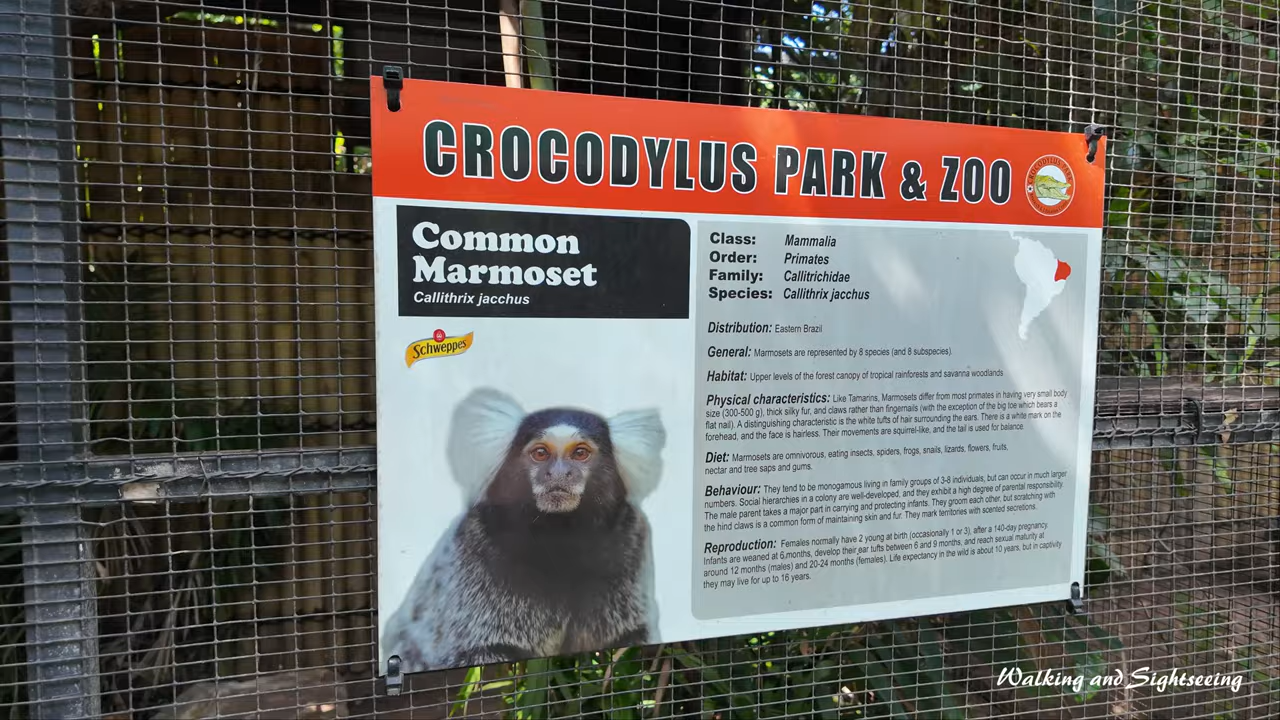 CROCODYLUS PARK & ZOO
Common
Marmoset
Callithrix jacchus
Schweppes
Class: Mammalia
Order: Primates
Family: Callitrichidae
Species: Callithrix jacchus
Distribution: Eastern Brazil
General: Marmosets are represented by 8 species (and 8 subspecies).
Habitat: Upper levels of the forest canopy of tropical rainforests and savanna woodlands
Physical characteristics: Like Tamarins, Marmosets differ from most primates in having very small body
size (300-500 g), thick silky fur, and claws rather than fingernails (with the exception of the big toe which bears a
flat nail). A distinguishing characteristic is the white tufts of hair surrounding the ears. There is a white mark on the
forehead, and the face is hairless. Their movements are squirrel-like, and the tail is used for balance.
Diet: Marmosets are omnivorous, eating insects, spiders, frogs, snails, lizards, flowers, fruits,
nectar and tree saps and gums.
Behaviour: They tend to be monogamous living in family groups of 3-8 individuals, but can occur in much larger
numbers. Social hierarchies in a colony are well-developed, and they exhibit a high degree of parental responsibility.
The male parent takes a major part in carrying and protecting infants. They groom each other, but scratching with
the hind claws is a common form of maintaining skin and fur. They mark territories with scented secretions.
Reproduction: Females normally have 2 young at birth (occasionally 1 or 3), after a 140-day pregnancy.
Infants are weaned at 6 months, develop their ear tufts between 6 and 9 months, and reach sexual maturity at
around 12 months (males) and 20-24 months (females). Life expectancy in the wild is about 10 years, but in captivity
they may live for up to 16 years.
Walking and Sightseeing